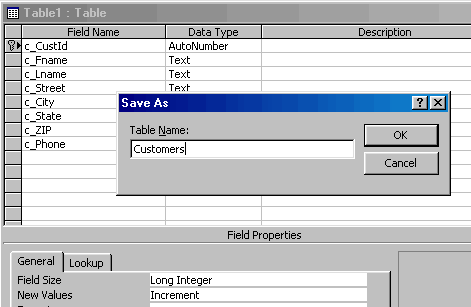 Table1 : Table
Field Name Data Type Description
c_CustId AutoNumber
c_Fname Text
c_Lname Text
c_Street Text
c_City
c_State
c_ZIP
c_Phone
Save As
Table Name:
Customers
OK
Cancel
Field Properties
General Lookup
Field Size Long Integer
New Values Increment